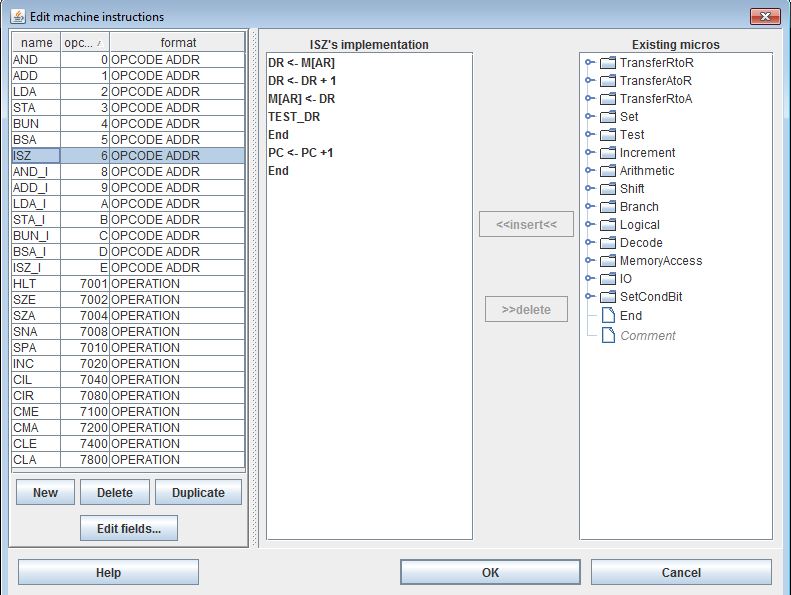 Edit machine instructions
name opc... format
AND 0 OPCODE ADDR
ADD 1 OPCODE ADDR
LDA 2 OPCODE ADDR
STA 3 OPCODE ADDR
BUN 4 OPCODE ADDR
BSA 5 OPCODE ADDR
ISZ 6 OPCODE ADDR
AND_I 8 OPCODE ADDR
ADD_I 9 OPCODE ADDR
LDA_I A OPCODE ADDR
STA_I B OPCODE ADDR
BUN_I C OPCODE ADDR
BSA_I D OPCODE ADDR
ISZ_I E OPCODE ADDR
HLT 7001 OPERATION
SZE 7002 OPERATION
SZA 7004 OPERATION
SNA 7008 OPERATION
SPA 7010 OPERATION
INC 7020 OPERATION
CIL 7040 OPERATION
CIR 7080 OPERATION
CME 7100 OPERATION
CMA 7200 OPERATION
CLE 7400 OPERATION
CLA 7800 OPERATION
New Delete Duplicate
Edit fields...
ISZ's implementation
DR <- M[AR]
DR <- DR + 1
M[AR] <- DR
TEST_DR
End
PC <- PC +1
End
<<insert<<
>>delete
Existing micros
TransferRtoR
TransferAtoR
TransferRtoA
Set
Test
Increment
Arithmetic
Shift
Branch
Logical
Decode
MemoryAccess
IO
SetCondBit
End
Comment
Help OK Cancel